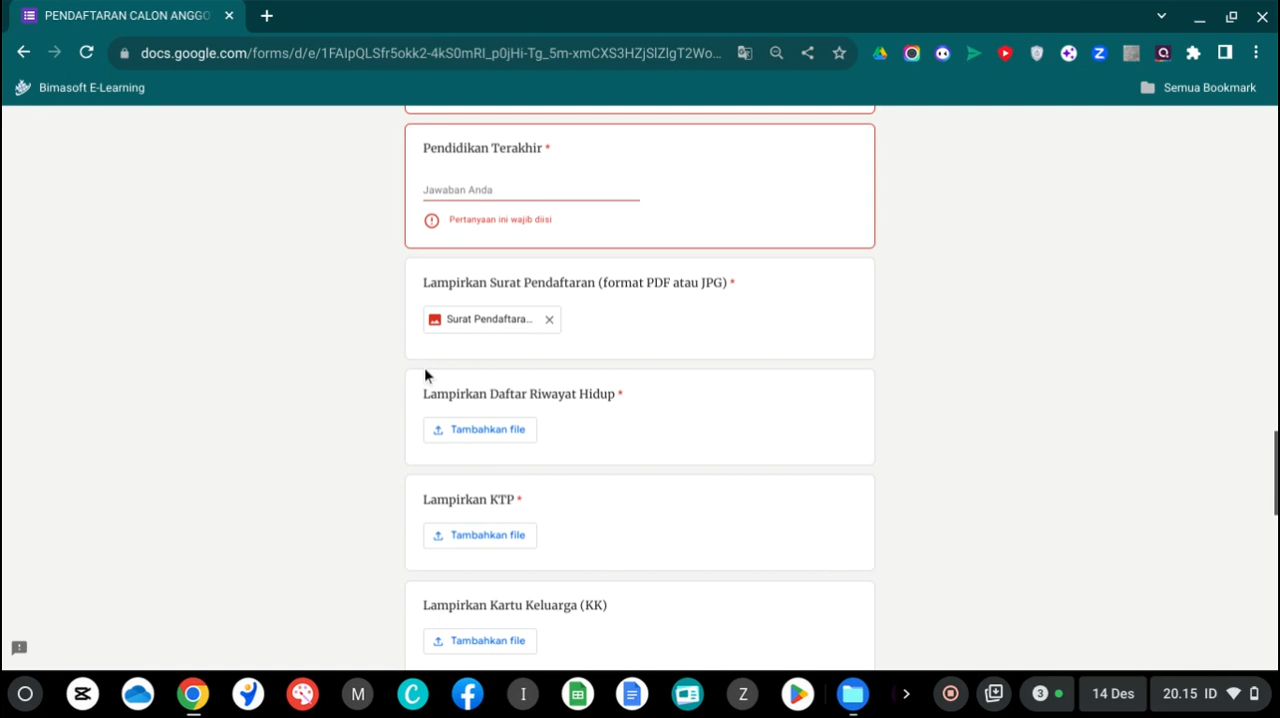 PENDAFTARAN CALON ANGGO
docs.google.com/forms/d/e/1FAIpQLSfr5okk2-4kS0mRI_p0jHi-Tg_5m-xmCXS3HZjSlZlgT2Wo...
Bimasoft E-Learning
Semua Bookmark
Pendidikan Terakhir *
Jawaban Anda
Pertanyaan ini wajib diisi
Lampirkan Surat Pendaftaran (format PDF atau JPG) *
Surat Pendaftara...
Lampirkan Daftar Riwayat Hidup *
Tambahkan file
Lampirkan KTP *
Tambahkan file
Lampirkan Kartu Keluarga (KK)
Tambahkan file
M
I
Z
3
14 Des
20.15 ID